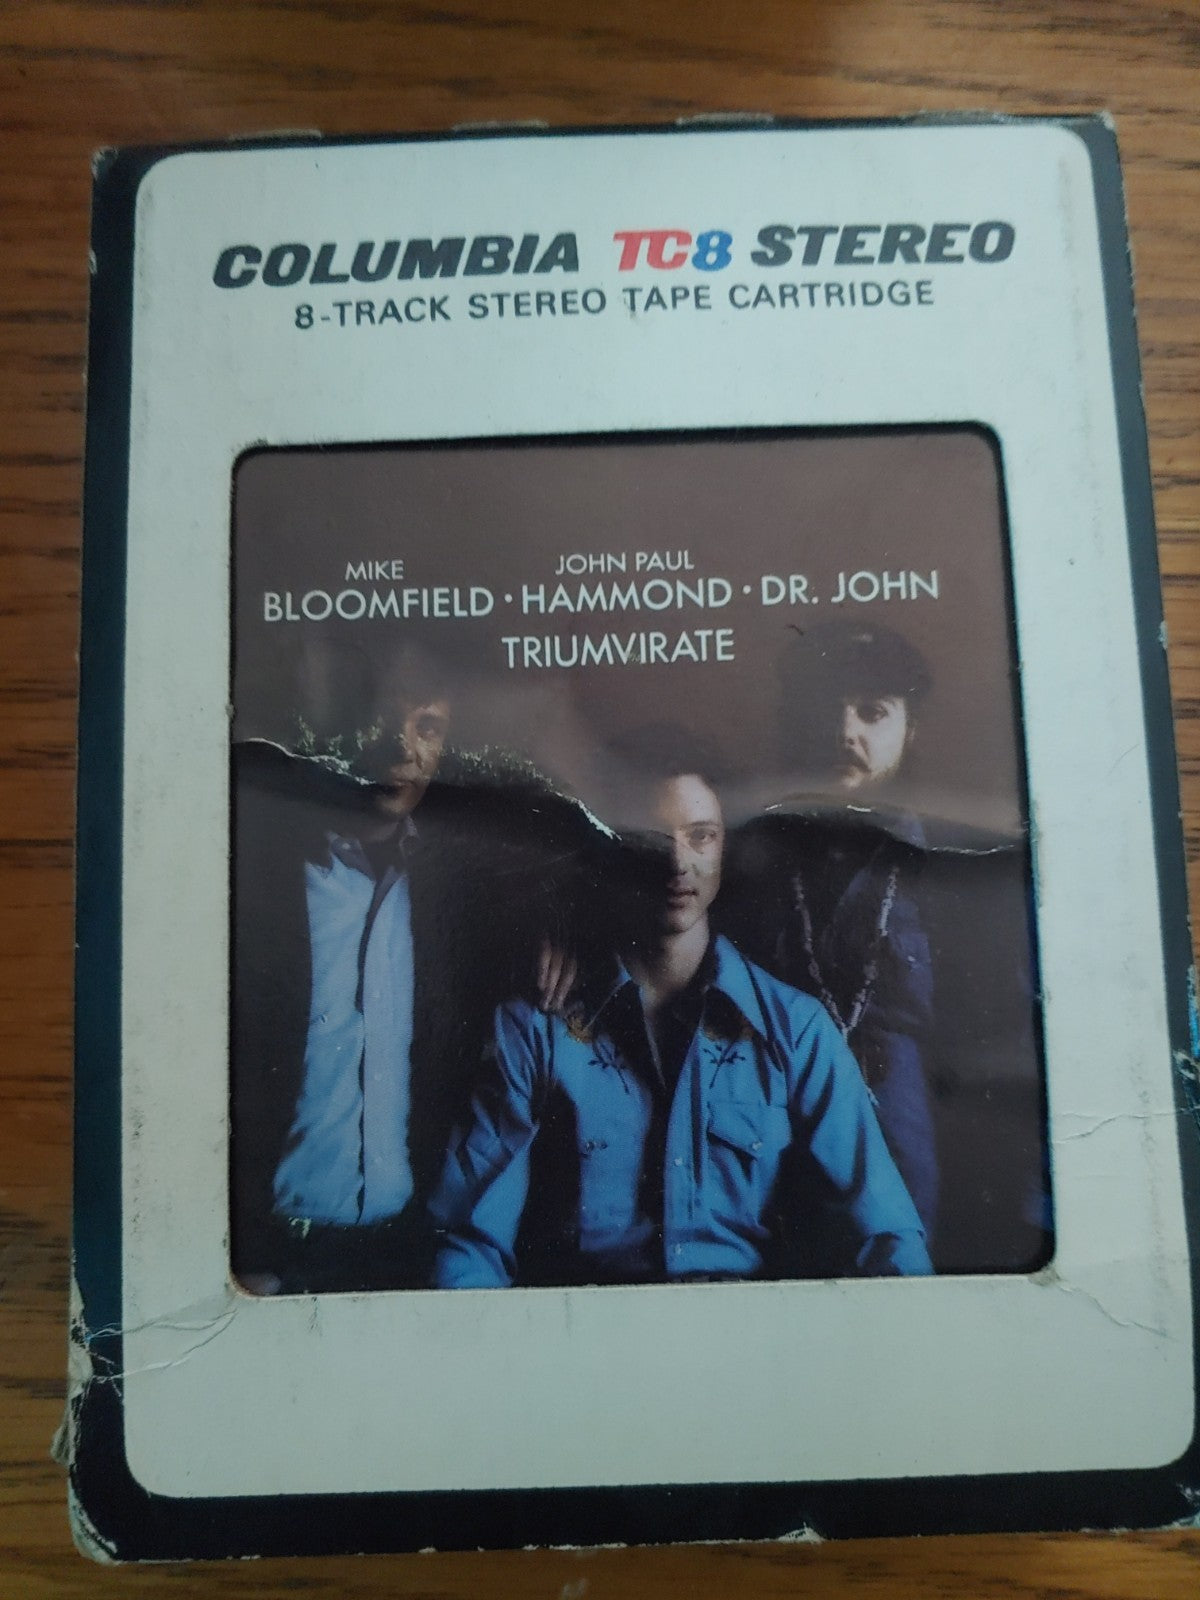 COLUMBIA TC8 STEREO
8-TRACK STEREO TAPE CARTRIDGE
MIKE JOHN PAUL
BLOOMFIELD · HAMMOND · DR. JOHN
TRIUMVIRATE